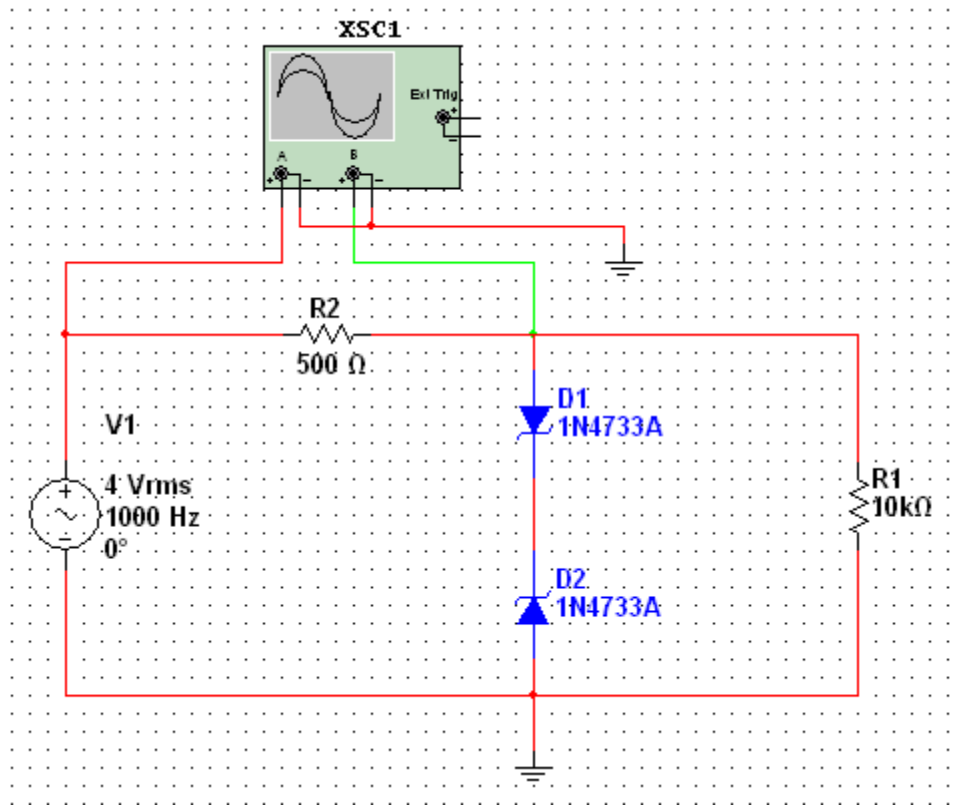 XSC1
Ext Trig
+
-
A
B
+
-
+
-
R2
500 Ω
D1
1N4733A
V1
4 Vrms
1000 Hz
0°
+
-
R1
10kΩ
D2
1N4733A